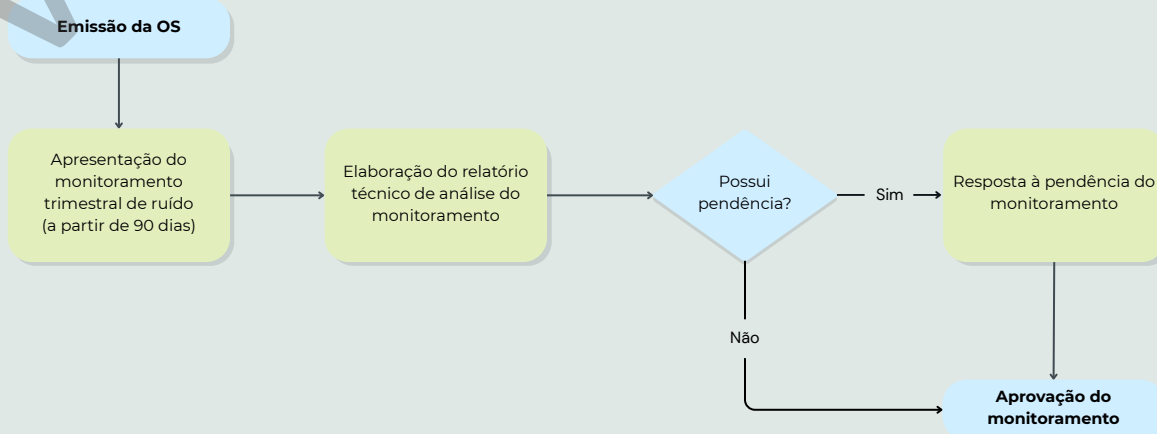 Emissão da OS
Apresentação do
monitoramento
trimestral de ruído
(a partir de 90 dias)
Elaboração do relatório
técnico de análise do
monitoramento
Possui
pendência?
Sim
Resposta à pendência do
monitoramento
Não
Aprovação do
monitoramento